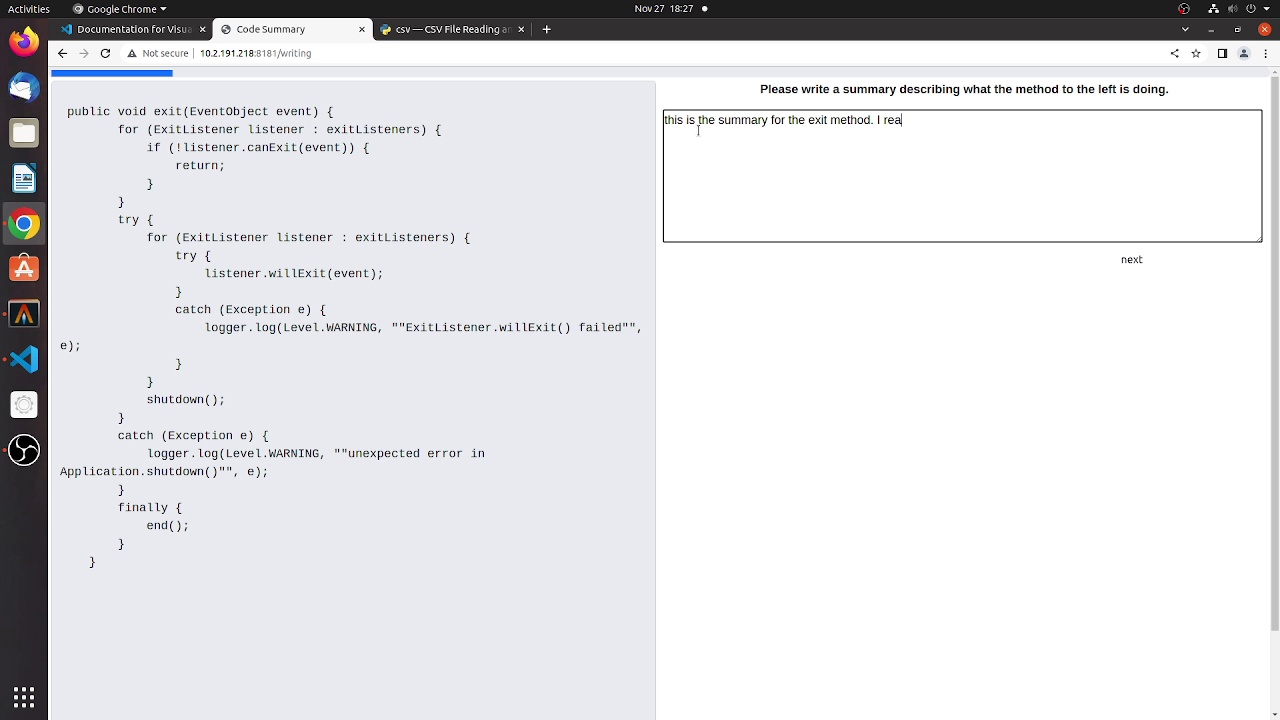 Activities
Google Chrome
Nov 27 18:27
Documentation for Visua
Code Summary
csv — CSV File Reading an
Not secure
10.2.191.218:8181/writing
public void exit(EventObject event) {
for (ExitListener listener : exitListeners) {
if (!listener.canExit(event)) {
return;
}
}
try {
for (ExitListener listener : exitListeners) {
try {
listener.willExit(event);
}
catch (Exception e) {
logger.log(Level.WARNING, ""ExitListener.willExit() failed"",
e);
}
}
shutdown();
}
catch (Exception e) {
logger.log(Level.WARNING, ""unexpected error in
Application.shutdown()"", e);
}
finally {
end();
}
}
Please write a summary describing what the method to the left is doing.
this is the summary for the exit method. I rea
next